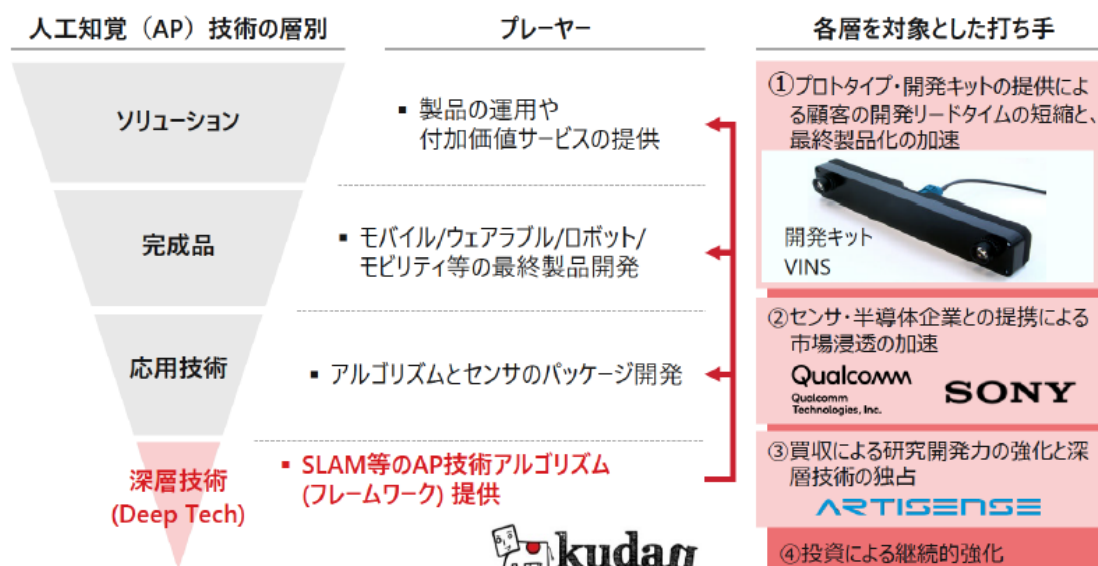 人工知覚（AP）技術の層別
プレーヤー
各層を対象とした打ち手
ソリューション
▪ 製品の運用や
付加価値サービスの提供
①プロトタイプ・開発キットの提供によ
る顧客の開発リードタイムの短縮と、
最終製品化の加速
開発キット
VINS
完成品
▪ モバイル/ウェアラブル/ロボット/
モビリティ等の最終製品開発
応用技術
▪ アルゴリズムとセンサのパッケージ開発
②センサ・半導体企業との提携による
市場浸透の加速
Qualcomm
Qualcomm
Technologies, Inc.
SONY
深層技術
(Deep Tech)
▪ SLAM等のAP技術アルゴリズム
(フレームワーク) 提供
③買収による研究開発力の強化と深
層技術の独占
ARTISENSE
kudan
④投資による継続的強化